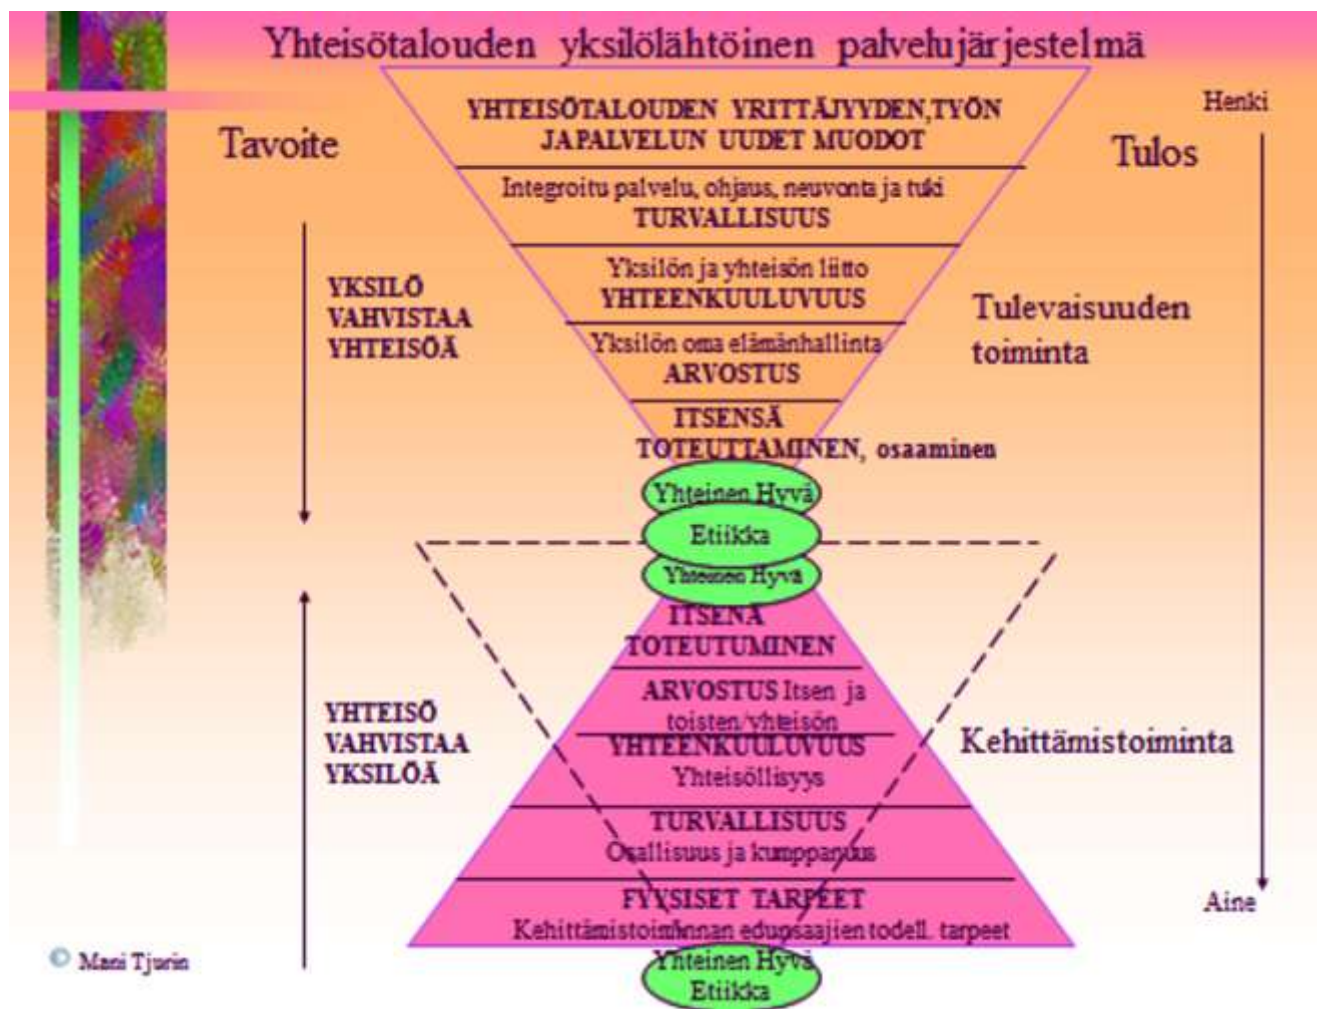 Yhteisötalouden yksilölähtöinen palvelujärjestelmä
Henki
YHTEISÖTALOUDEN YRITTÄJYYDEN,TYÖN
JA PALVELUN UUDET MUODOT
Tavoite
Tulos
Integroitu palvelu, ohjaus, neuvonta ja tuki
TURVALLISUUS
Yksilön ja yhteisön liitto
YHTEENKUULUVUUS
YKSILÖ
VAHVISTAA
YHTEISÖÄ
Tulevaisuuden
toiminta
Yksilön oma elämänhallinta
ARVOSTUS
ITSENSÄ
TOTEUTTAMINEN, osaaminen
Yhteinen Hyvä
Etiikka
Yhteinen Hyvä
ITSENÄ
TOTEUTUMINEN
ARVOSTUS Itsen ja
toisten/yhteisön
YHTEENKUULUVUUS
Yhteisöllisyys
YHTEISÖ
VAHVISTAA
YKSILÖÄ
Kehittämistoiminta
TURVALLISUUS
Osallisuus ja kumppanuus
FYYSISET TARPEET
Kehittämistoiminnan edunsaajien todell. tarpeet
Aine
Yhteinen Hyvä
Etiikka
© Mani Tjurin